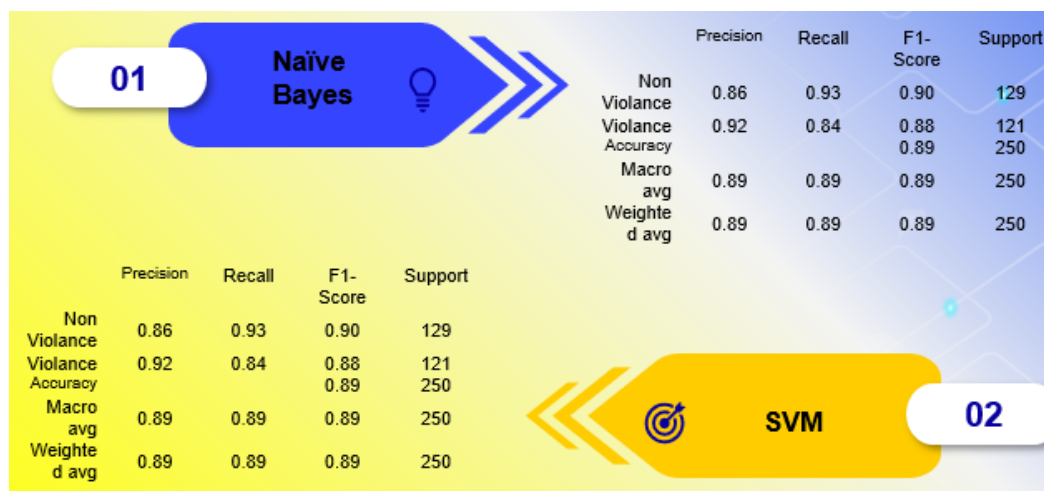 01
Naïve
Bayes
Precision Recall F1-
Score Support
Non
Violance 0.86 0.93 0.90 129
Violance 0.92 0.84 0.88 121
Accuracy 0.89 250
Macro
avg 0.89 0.89 0.89 250
Weighte
d avg 0.89 0.89 0.89 250
Precision Recall F1-
Score Support
Non
Violance 0.86 0.93 0.90 129
Violance 0.92 0.84 0.88 121
Accuracy 0.89 250
Macro
avg 0.89 0.89 0.89 250
Weighte
d avg 0.89 0.89 0.89 250
SVM
02